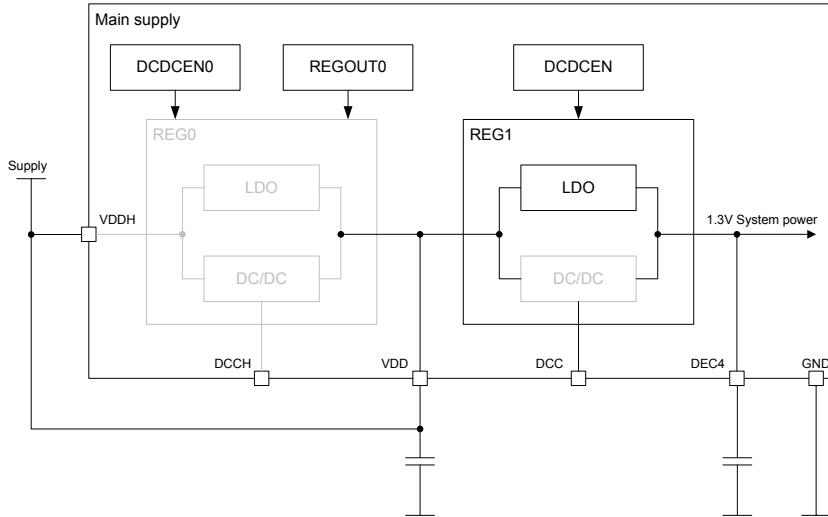 Main supply
DCDCEN0
REGOUT0
DCDCEN
REG0
REG1
Supply
LDO
LDO
VDDH
1.3V System power
DC/DC
DC/DC
DCCH
VDD
DCC
DEC4
GND